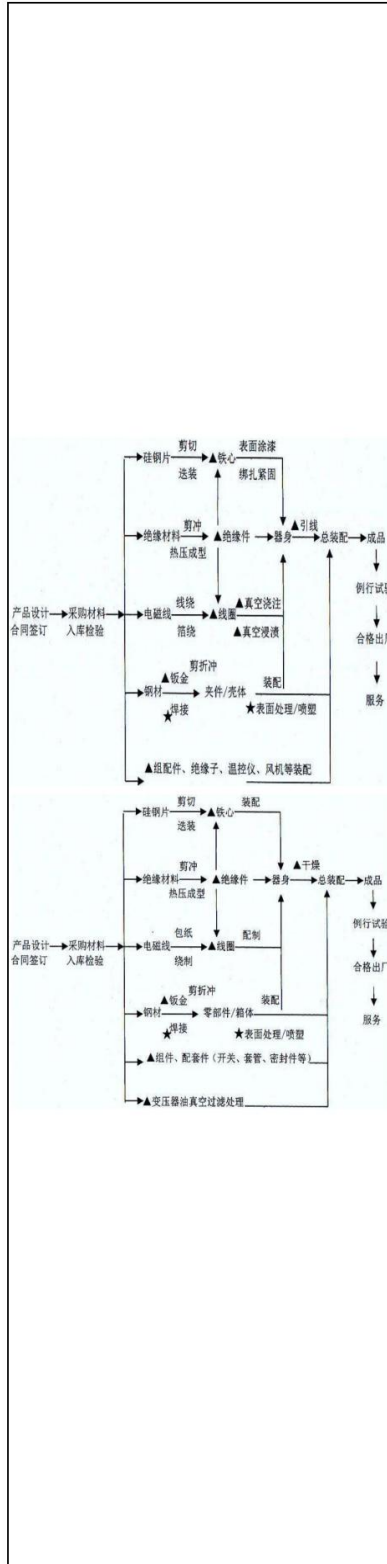 剪切 表面涂漆
硅钢片 ▲铁心
迭装 绑扎紧固
剪冲 ▲引线
绝缘材料 ▲绝缘件 器身 总装配 成品
热压成型
例行试验
线绕 ▲真空浇注
产品设计 采购材料 电磁线 ▲线圈
合同签订 入库检验 箔绕 ▲真空浸渍
合格出厂
剪折冲
▲钣金 装配
钢材 夹件/壳体 服务
★焊接 ★表面处理/喷塑
▲组配件、绝缘子、温控仪、风机等装配
剪切 装配
硅钢片 ▲铁心
迭装
剪冲 ▲干燥
绝缘材料 ▲绝缘件 器身 总装配 成品
热压成型
例行试验
包纸 配制
产品设计 采购材料 电磁线 ▲线圈
合同签订 入库检验 绕制
合格出厂
剪折冲
▲钣金 装配
钢材 零部件/箱体
服务
★焊接 ★表面处理/喷塑
▲组件、配套件(开关、套管、密封件等)
▲变压器油真空过滤处理